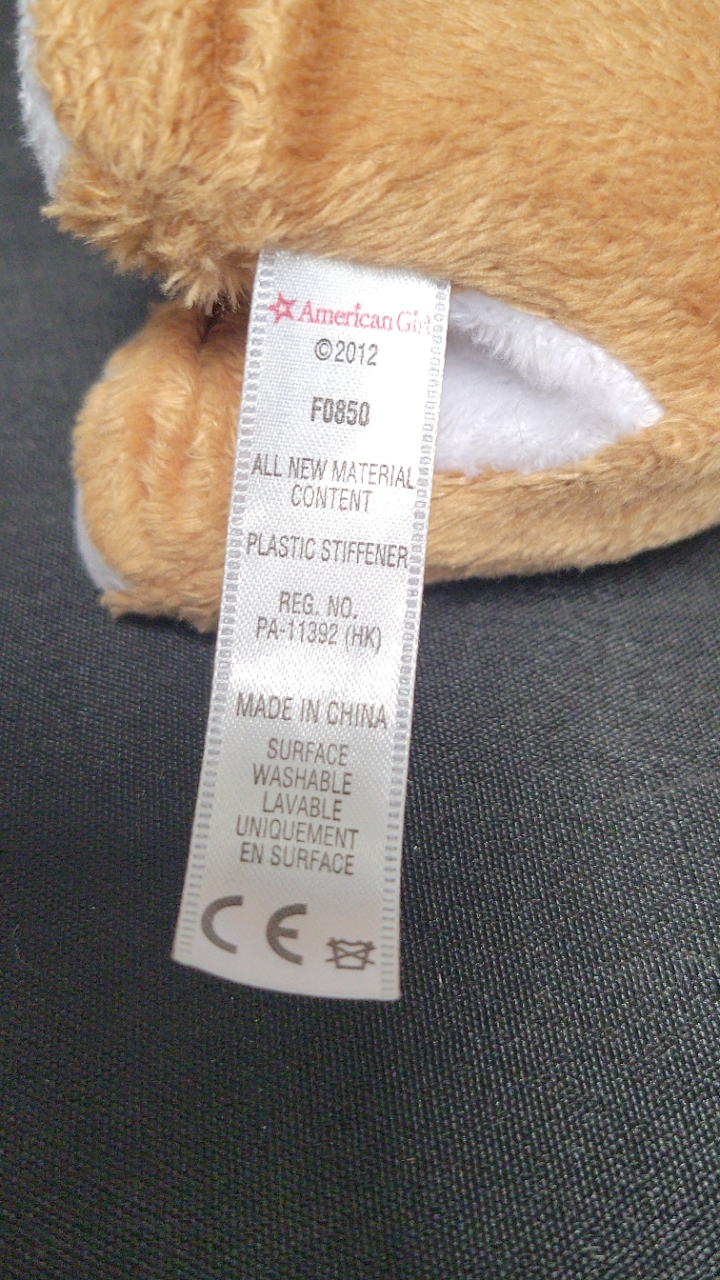 American Girl
©2012
F0850
ALL NEW MATERIAL
CONTENT
PLASTIC STIFFENER
REG. NO.
PA-11392 (HK)
MADE IN CHINA
SURFACE
WASHABLE
LAVABLE
UNIQUEMENT
EN SURFACE
CE